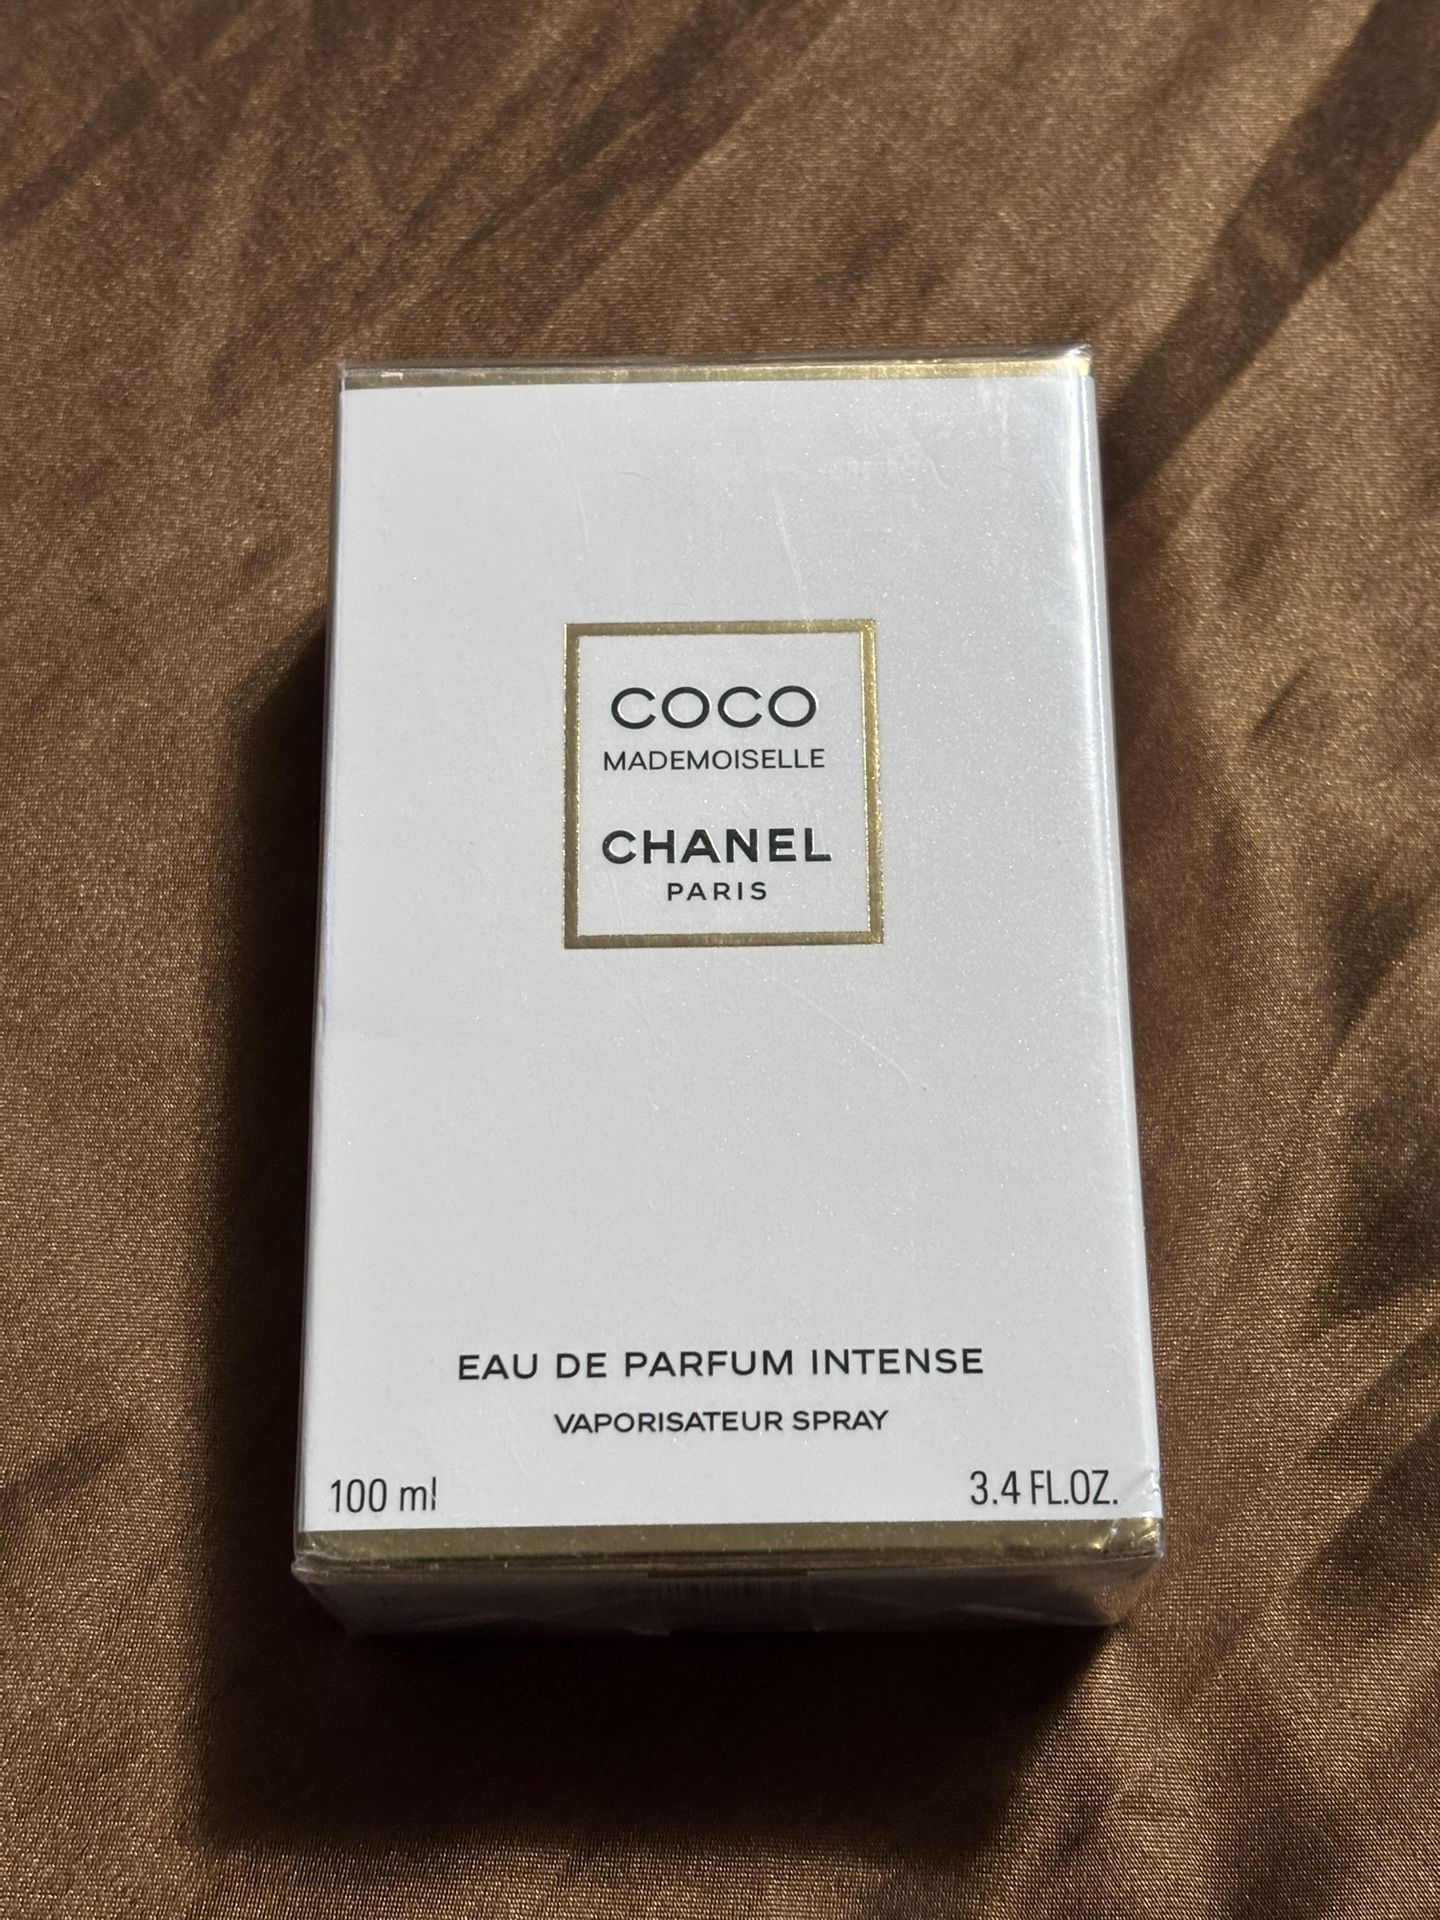 COCO
MADEMOISELLE
CHANEL
PARIS
EAU DE PARFUM INTENSE
VAPORISATEUR SPRAY
100 ml
3.4 FL.OZ.